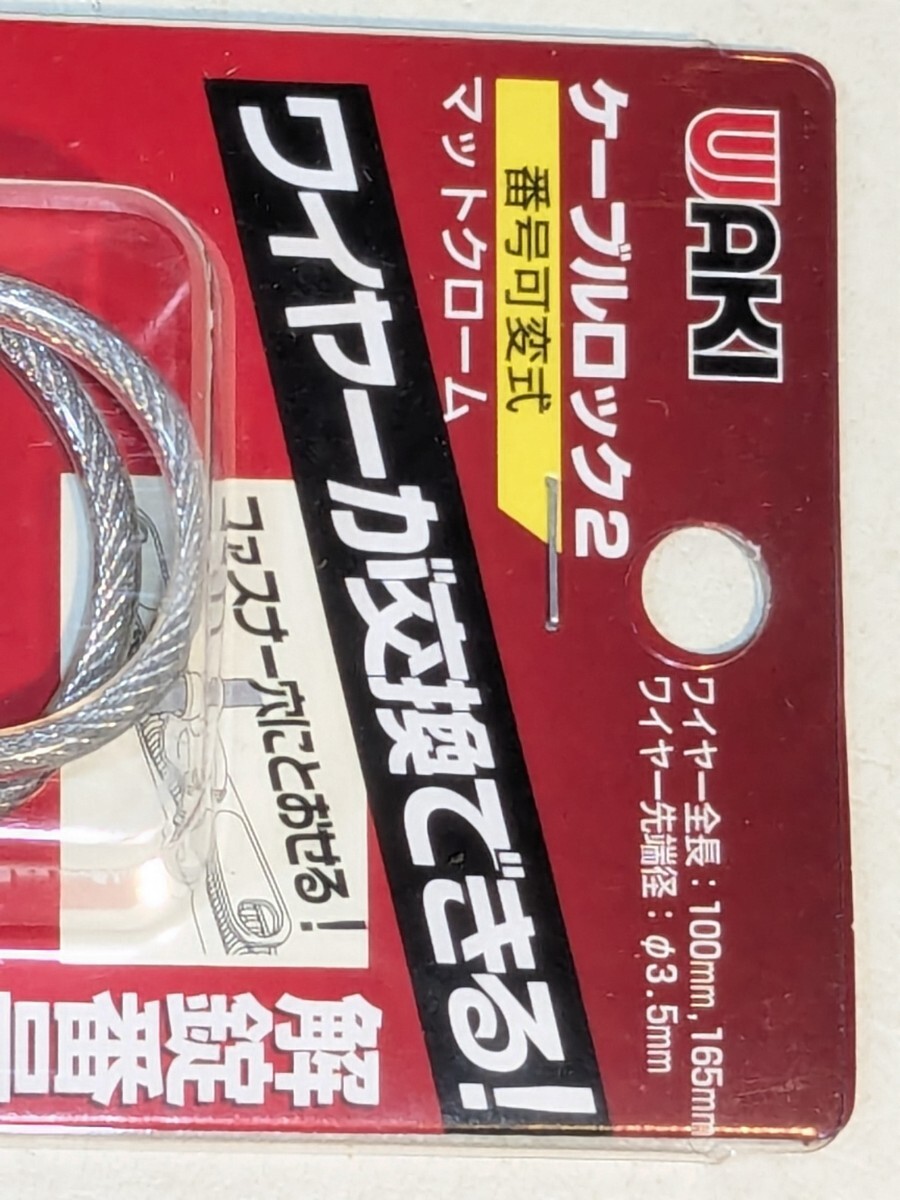 WAKI
ケーブルロック2
番号可変式
マットクローム
ワイヤー全長：100mm,165mm
ワイヤー先端径：φ3.5mm
ワイヤーが交換できる！
ファスナー穴にとおせる！
解錠番号